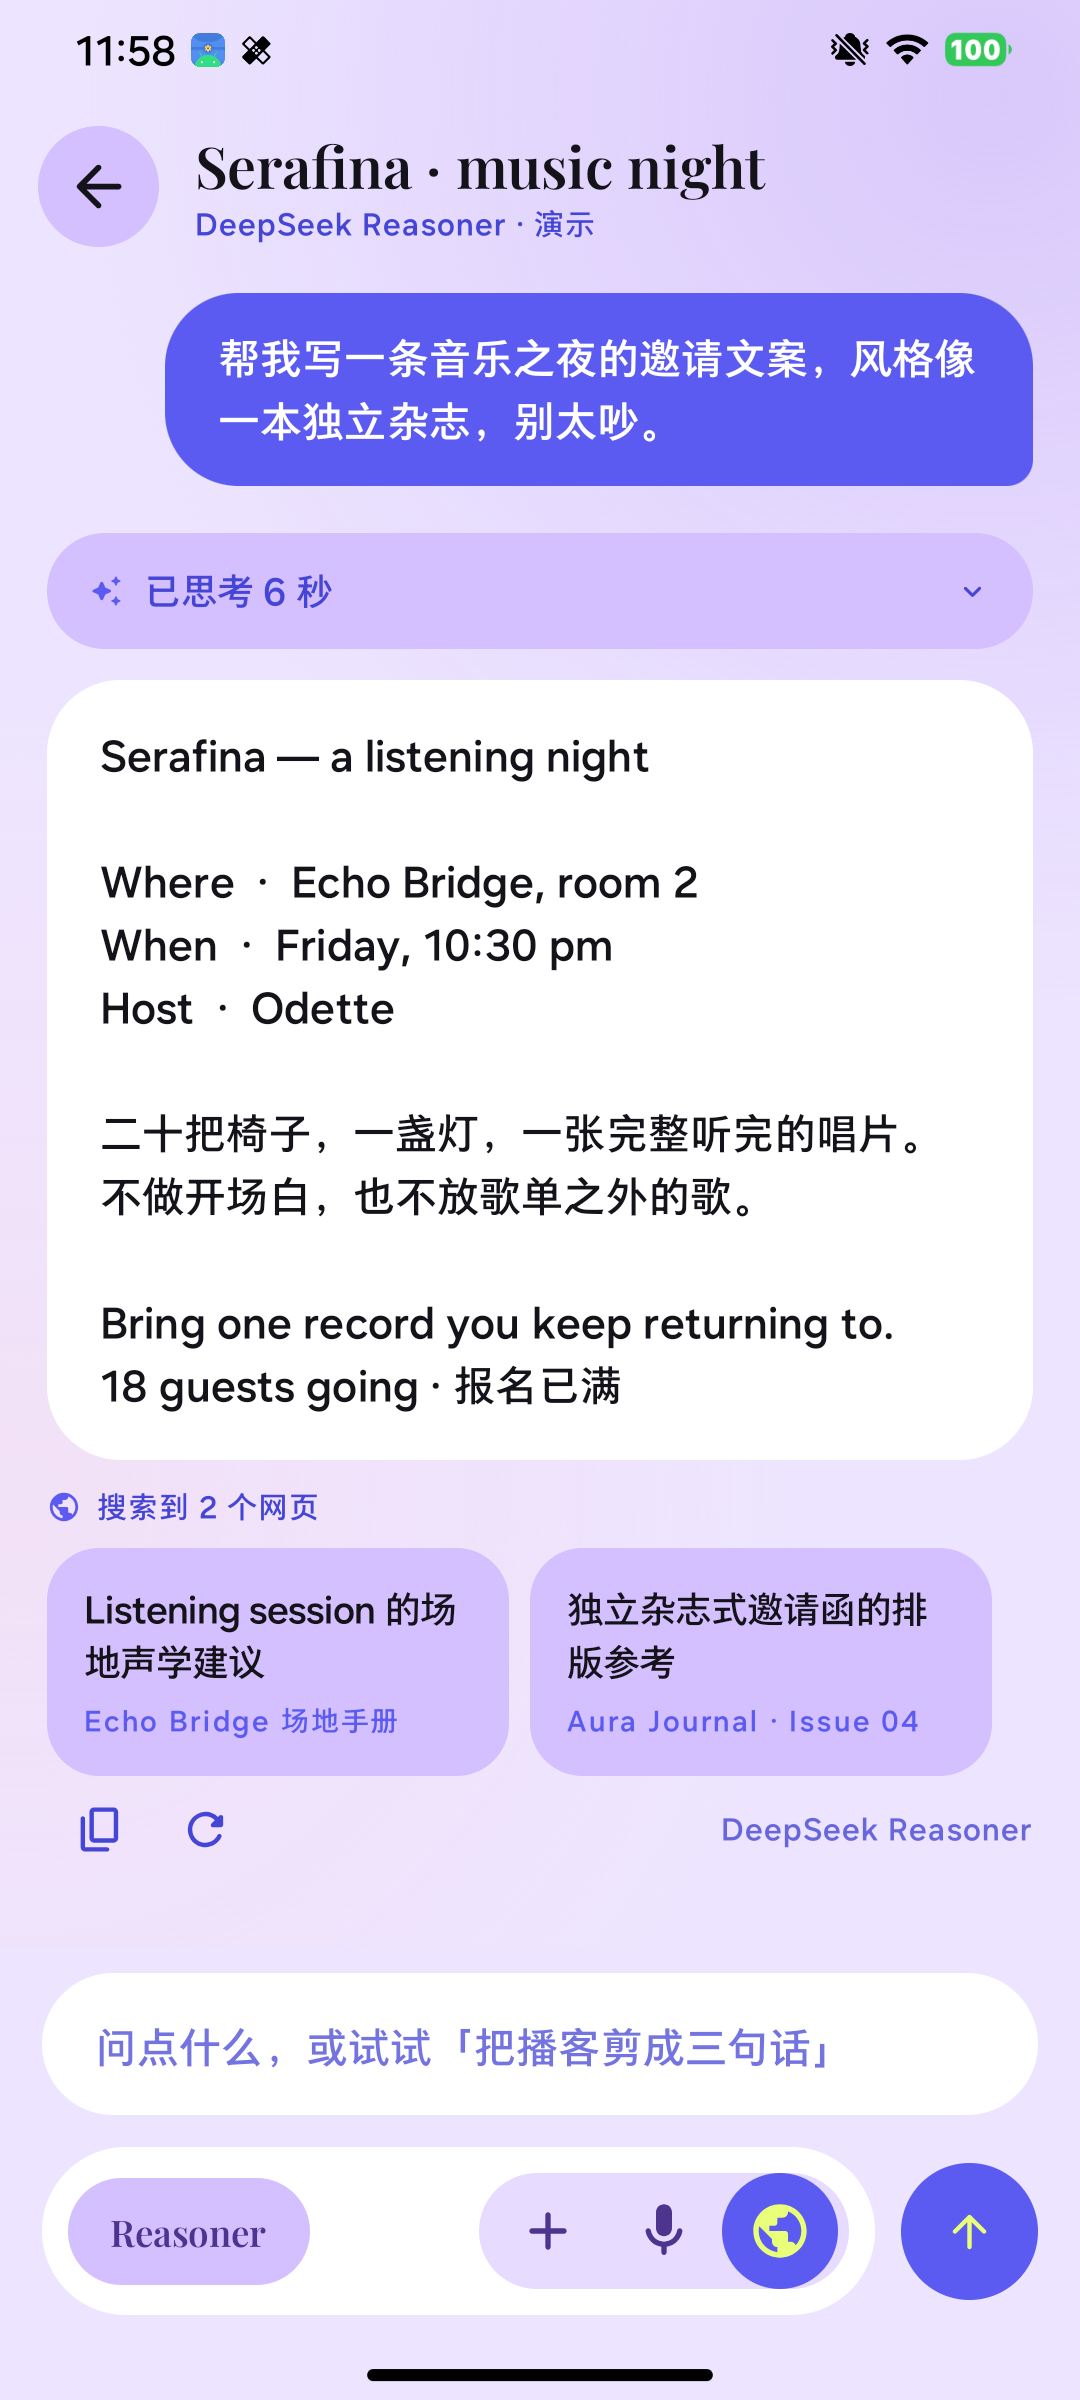 11:58
100
Serafina · music night
DeepSeek Reasoner · 演示
帮我写一条音乐之夜的邀请文案，风格像
一本独立杂志，别太吵。
已思考 6 秒
Serafina — a listening night
Where · Echo Bridge, room 2
When · Friday, 10:30 pm
Host · Odette
二十把椅子，一盏灯，一张完整听完的唱片。
不做开场白，也不放歌单之外的歌。
Bring one record you keep returning to.
18 guests going · 报名已满
搜索到 2 个网页
Listening session 的场
地声学建议
Echo Bridge 场地手册
独立杂志式邀请函的排
版参考
Aura Journal · Issue 04
DeepSeek Reasoner
问点什么，或试试「把播客剪成三句话」
Reasoner